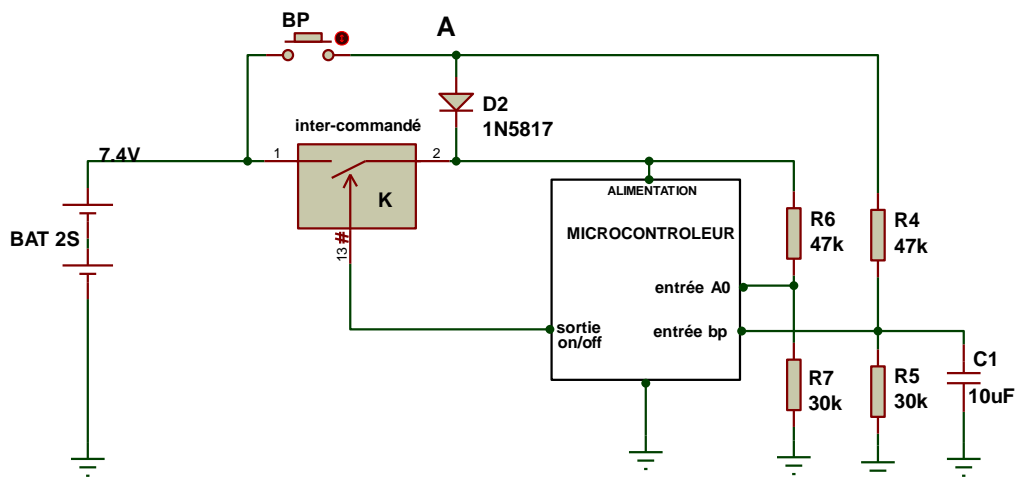 BP
A
D2
1N5817
inter-commandé
7.4V
1
2
K
BAT 2S
13
#
ALIMENTATION
MICROCONTROLEUR
entrée A0
entrée bp
sortie
on/off
R6
47k
R4
47k
R7
30k
R5
30k
C1
10uF